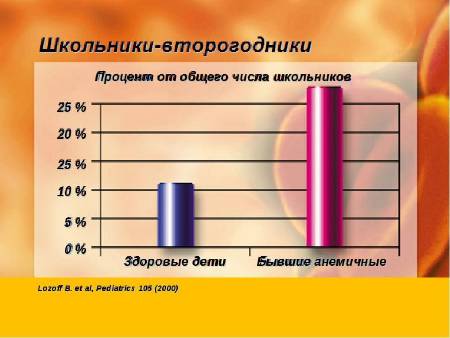 Школьники-второгодники
Процент от общего числа школьников
25 %
20 %
25 %
10 %
5 %
0 %
Здоровые дети Бывшие анемичные
Lozoff B. et al, Pediatrics 105 (2000)